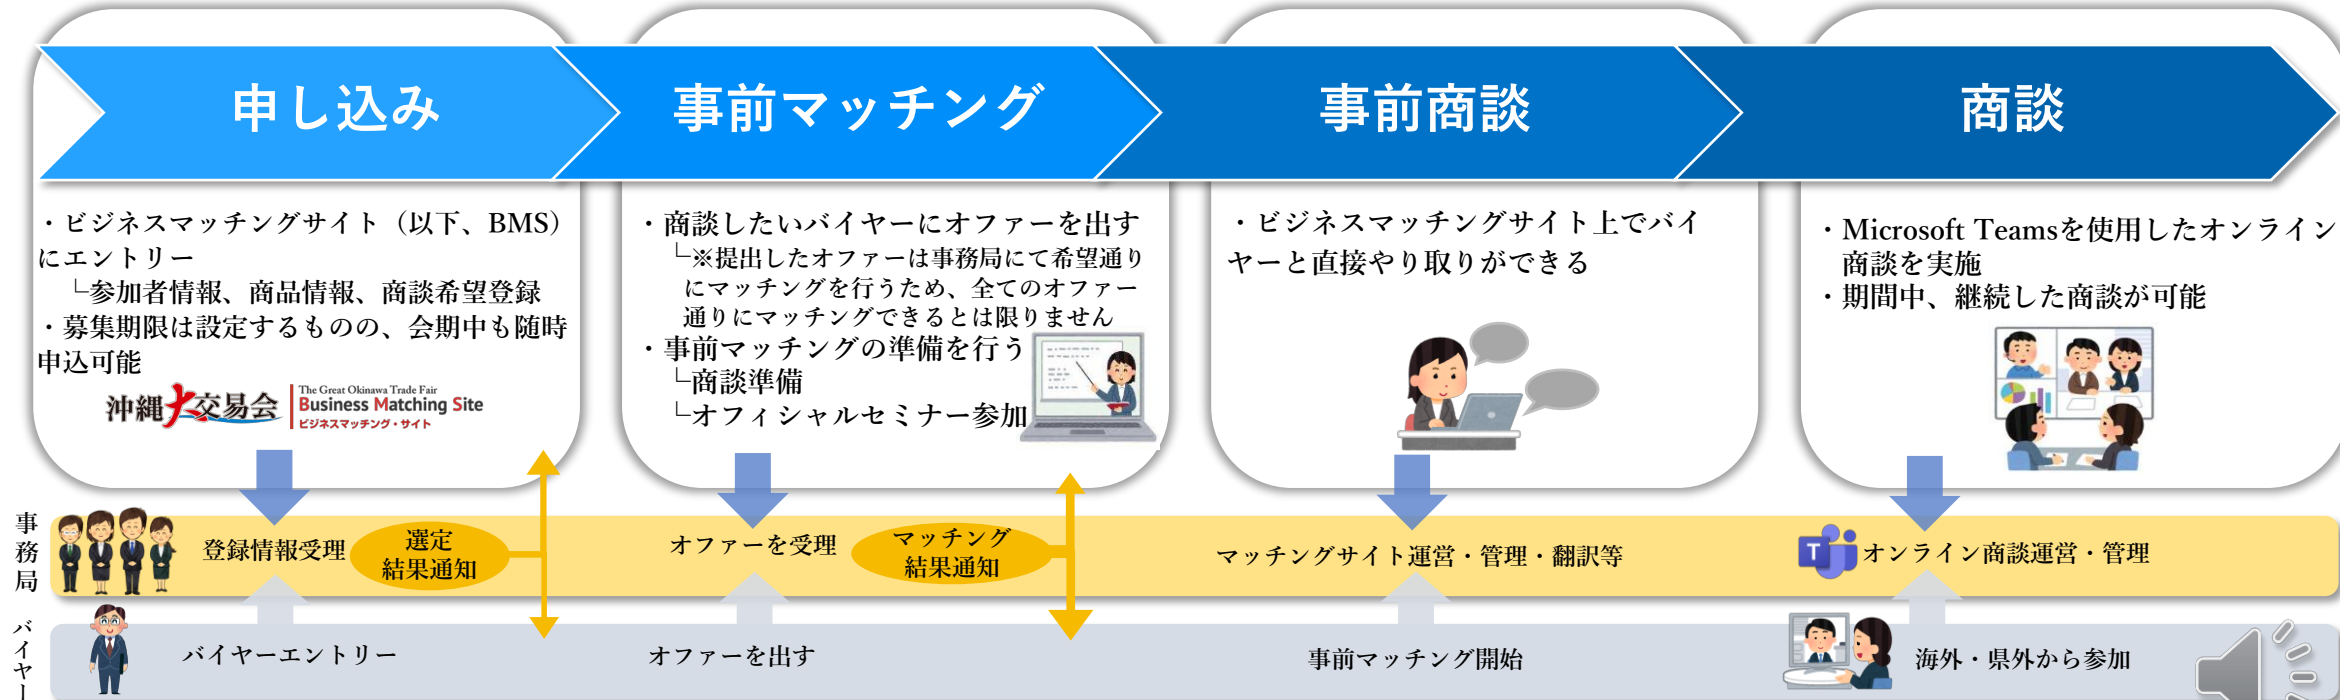 申し込み
事前マッチング
事前商談
商談
・ビジネスマッチングサイト（以下、BMS）
にエントリー
└参加者情報、商品情報、商談希望登録
・募集期限は設定するものの、会期中も随時
申込可能
沖縄大交易会
The Great Okinawa Trade Fair
Business Matching Site
ビジネスマッチング・サイト
・商談したいバイヤーにオファーを出す
└※提出したオファーは事務局にて希望通り
にマッチングを行うため、全てのオファー
通りにマッチングできるとは限りません
・事前マッチングの準備を行う
└商談準備
└オフィシャルセミナー参加
・ビジネスマッチングサイト上でバイ
ヤーと直接やり取りができる
・Microsoft Teamsを使用したオンライン
商談を実施
・期間中、継続した商談が可能
事務局
登録情報受理
選定
結果通知
オファーを受理
マッチング
結果通知
マッチングサイト運営・管理・翻訳等
T
オンライン商談運営・管理
バイヤー
バイヤーエントリー
オファーを出す
事前マッチング開始
海外・県外から参加